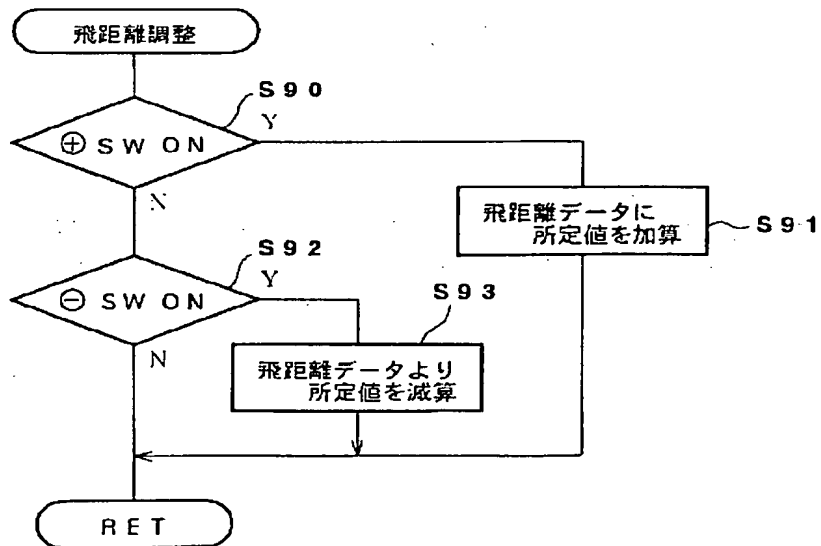 飛距離調整
S90
⊕ SW ON
Y
N
飛距離データに
所定値を加算
S91
S92
⊖ SW ON
Y
N
S93
飛距離データより
所定値を減算
RET